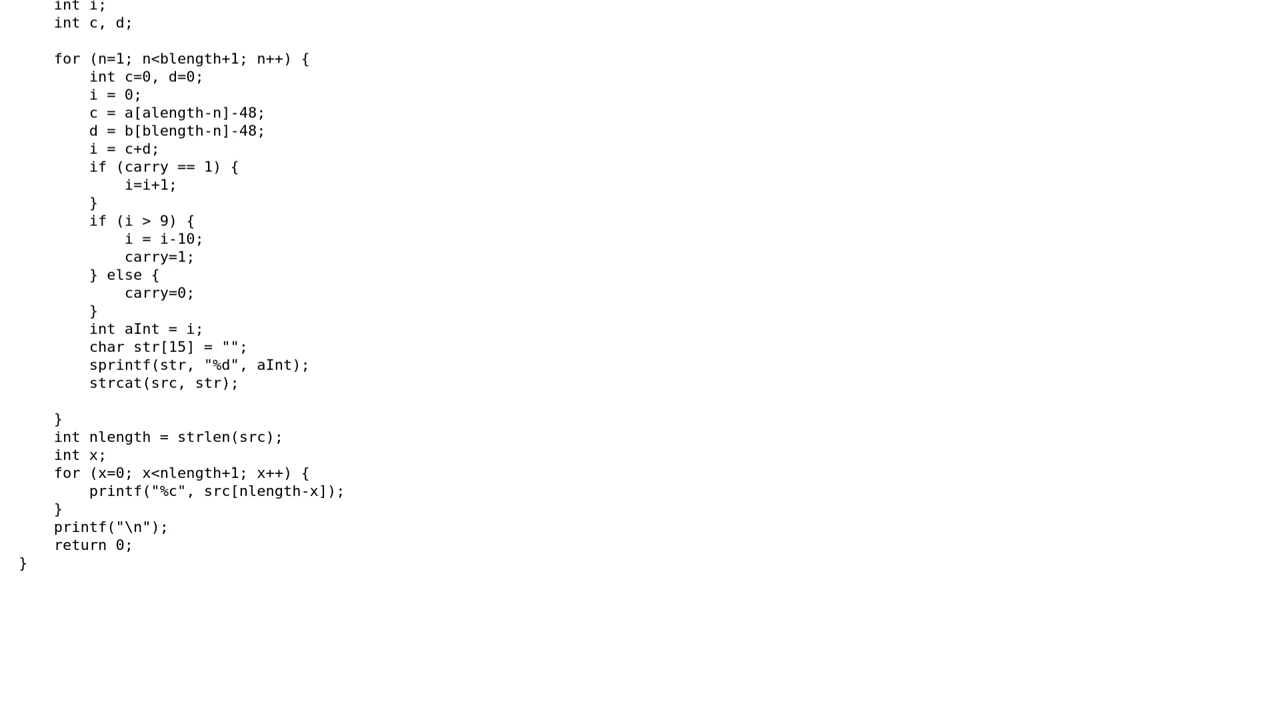 int i;
    int c, d;

    for (n=1; n<blength+1; n++) {
        int c=0, d=0;
        i = 0;
        c = a[alength-n]-48;
        d = b[blength-n]-48;
        i = c+d;
        if (carry == 1) {
            i=i+1;
        }
        if (i > 9) {
            i = i-10;
            carry=1;
        } else {
            carry=0;
        }
        int aInt = i;
        char str[15] = "";
        sprintf(str, "%d", aInt);
        strcat(src, str);

    }
    int nlength = strlen(src);
    int x;
    for (x=0; x<nlength+1; x++) {
        printf("%c", src[nlength-x]);
    }
    printf("\n");
    return 0;
}